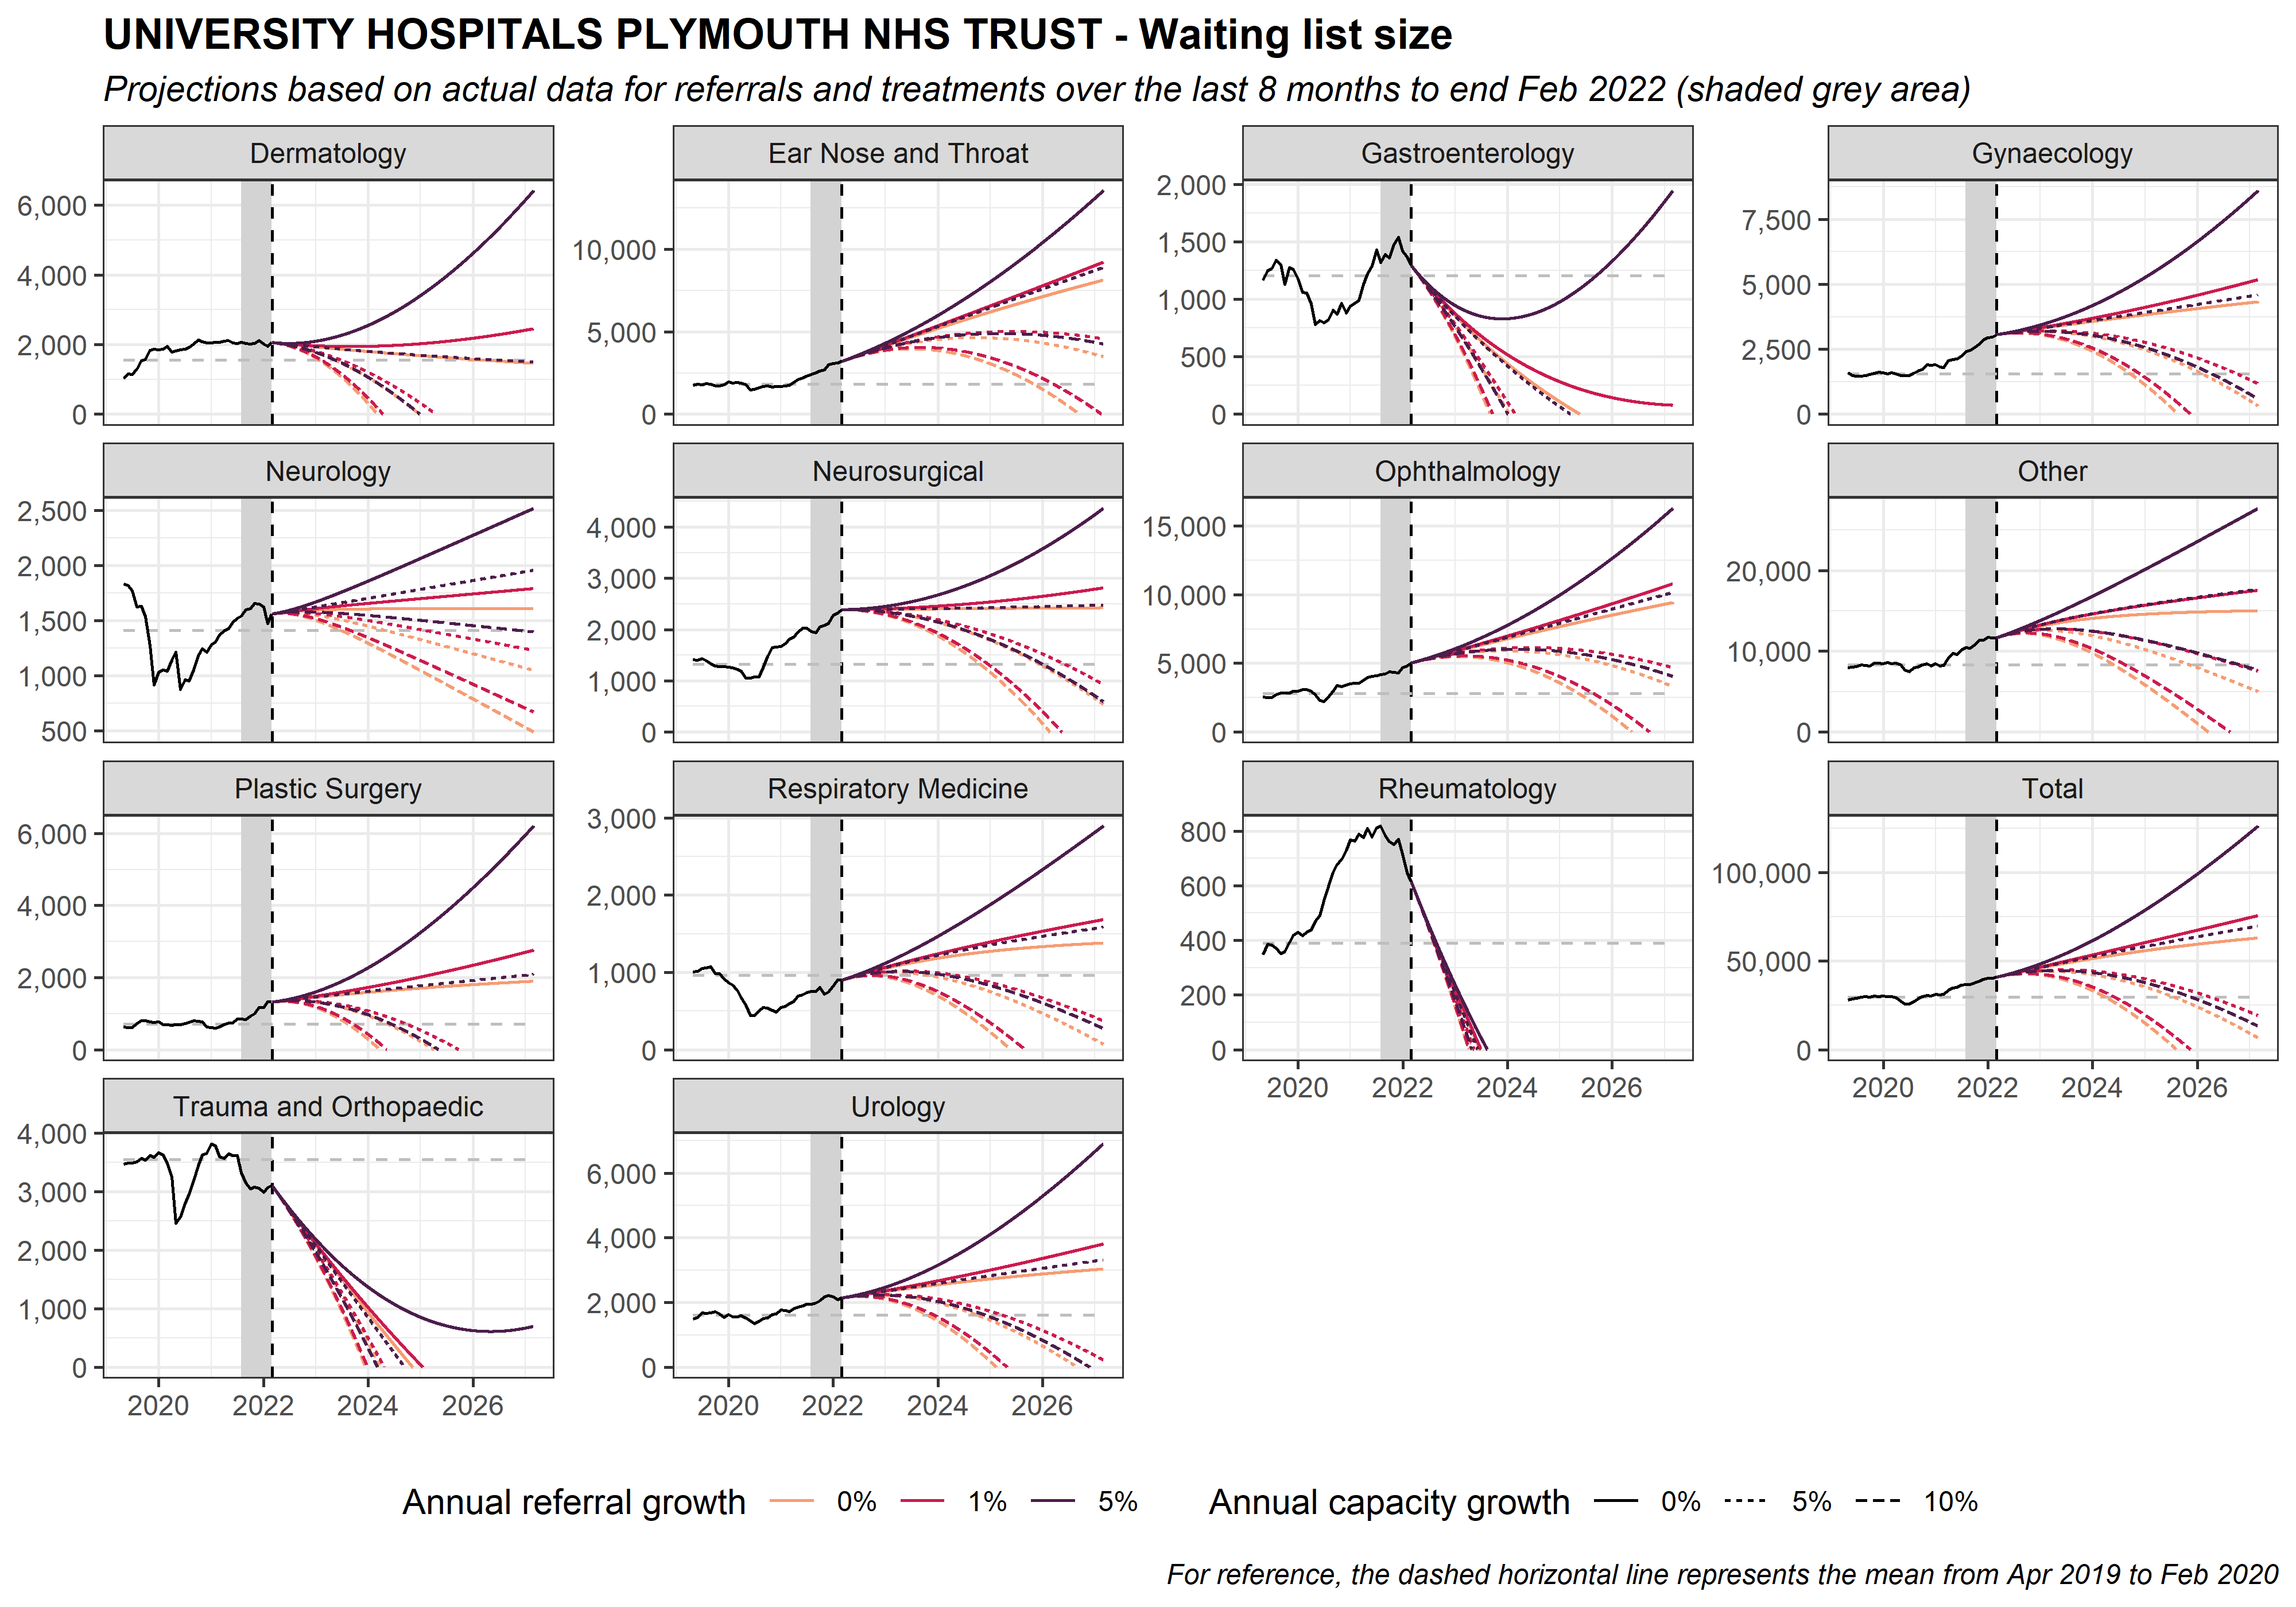 UNIVERSITY HOSPITALS PLYMOUTH NHS TRUST - Waiting list size
Projections based on actual data for referrals and treatments over the last 8 months to end Feb 2022 (shaded grey area)
Dermatology
6,000
4,000
2,000
0
Ear Nose and Throat
10,000
5,000
0
Gastroenterology
2,000
1,500
1,000
500
0
Gynaecology
7,500
5,000
2,500
0
Neurology
2,500
2,000
1,500
1,000
500
Neurosurgical
4,000
3,000
2,000
1,000
0
Ophthalmology
15,000
10,000
5,000
0
Other
20,000
10,000
0
Plastic Surgery
6,000
4,000
2,000
0
Respiratory Medicine
3,000
2,000
1,000
0
Rheumatology
800
600
400
200
0
2020 2022 2024 2026
Total
100,000
50,000
0
2020 2022 2024 2026
Trauma and Orthopaedic
4,000
3,000
2,000
1,000
0
2020 2022 2024 2026
Urology
6,000
4,000
2,000
0
2020 2022 2024 2026
Annual referral growth 0% 1% 5% Annual capacity growth 0% 5% 10%
For reference, the dashed horizontal line represents the mean from Apr 2019 to Feb 2020